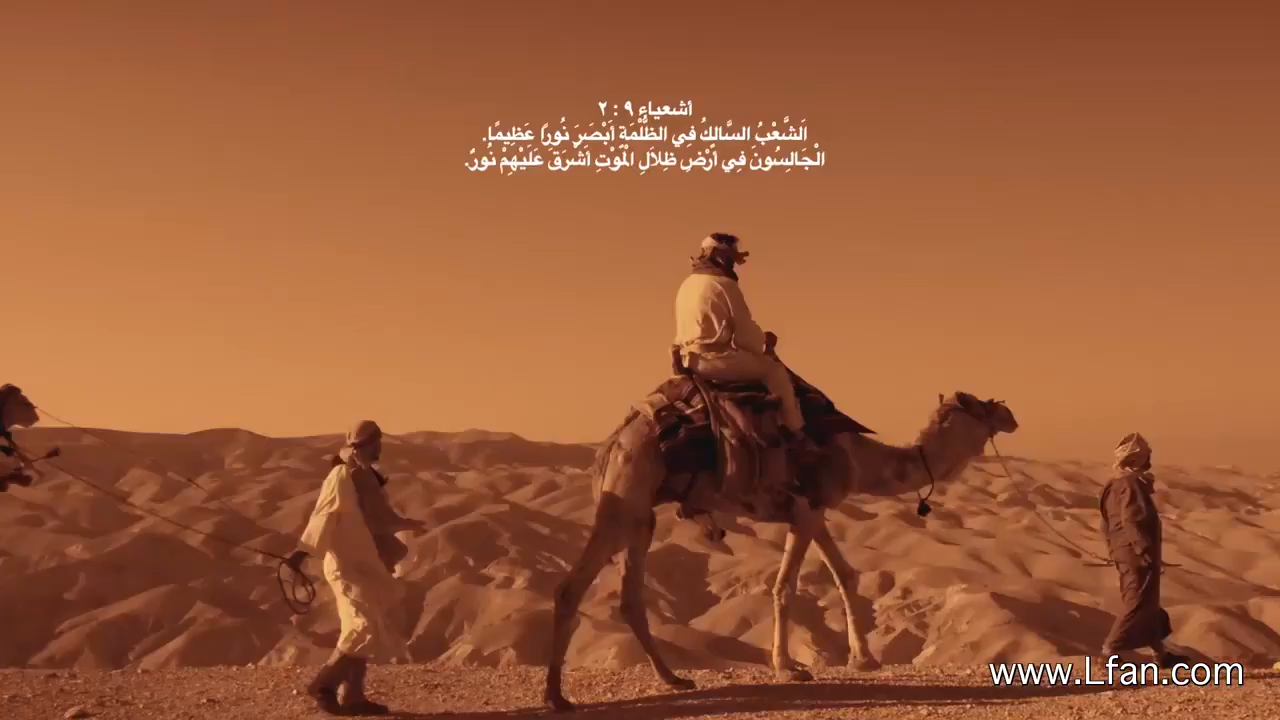 أشعياء ٩ : ٢
اَلشَّعْبُ السَّالِكُ فِي الظُّلْمَةِ أَبْصَرَ نُورًا عَظِيمًا.
الْجَالِسُونَ فِي أَرْضِ ظِلاَلِ الْمَوْتِ أَشْرَقَ عَلَيْهِمْ نُورٌ.
www.Lfan.com